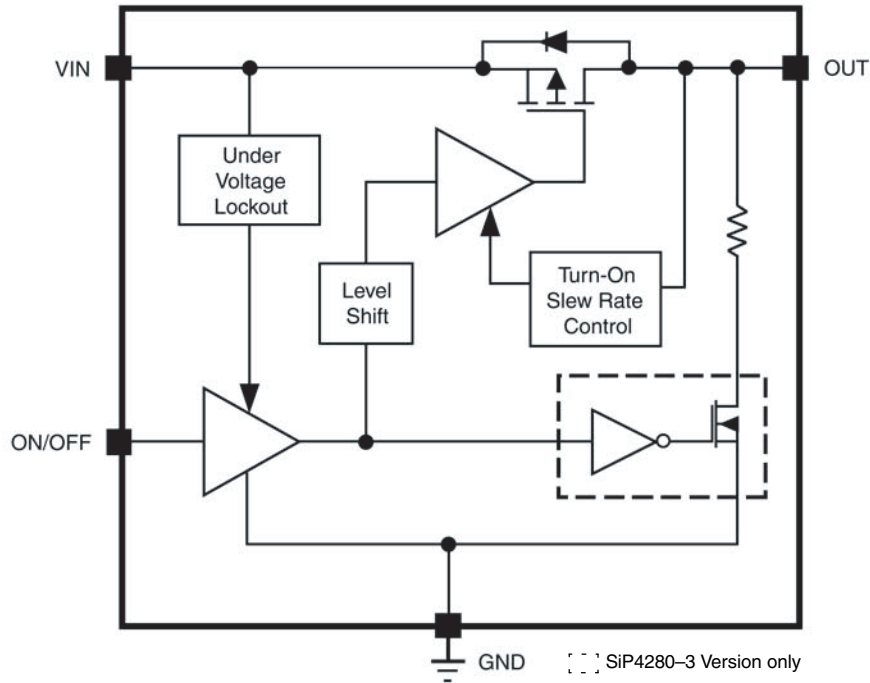 VIN
OUT
Under
Voltage
Lockout
Level
Shift
Turn-On
Slew Rate
Control
ON/OFF
GND
SiP4280–3 Version only